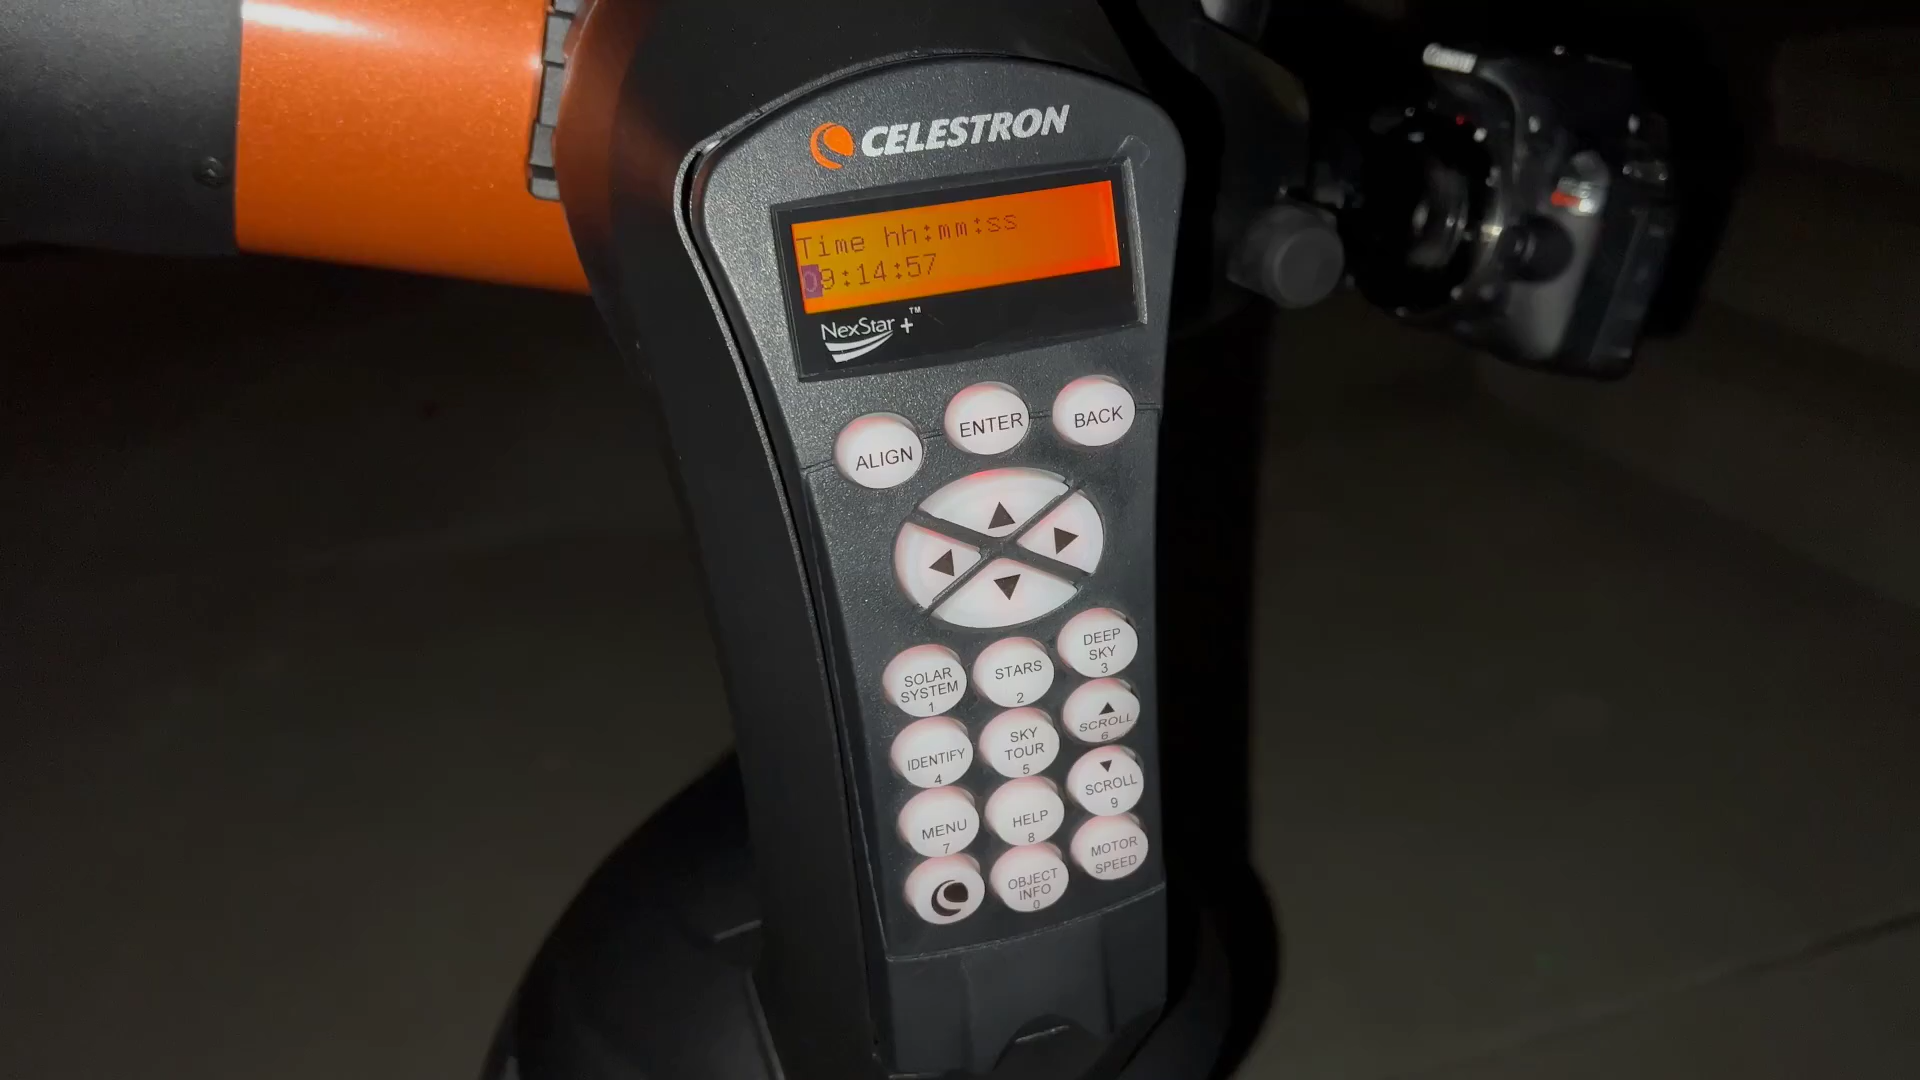 CELESTRON
Time hh:mm:ss
09:14:57
NexStar+™
ALIGN
ENTER
BACK
SOLAR
SYSTEM
1
STARS
2
DEEP
SKY
3
IDENTIFY
4
SKY
TOUR
5
SCROLL
6
MENU
7
HELP
8
SCROLL
9
OBJECT
INFO
0
MOTOR
SPEED
Canon